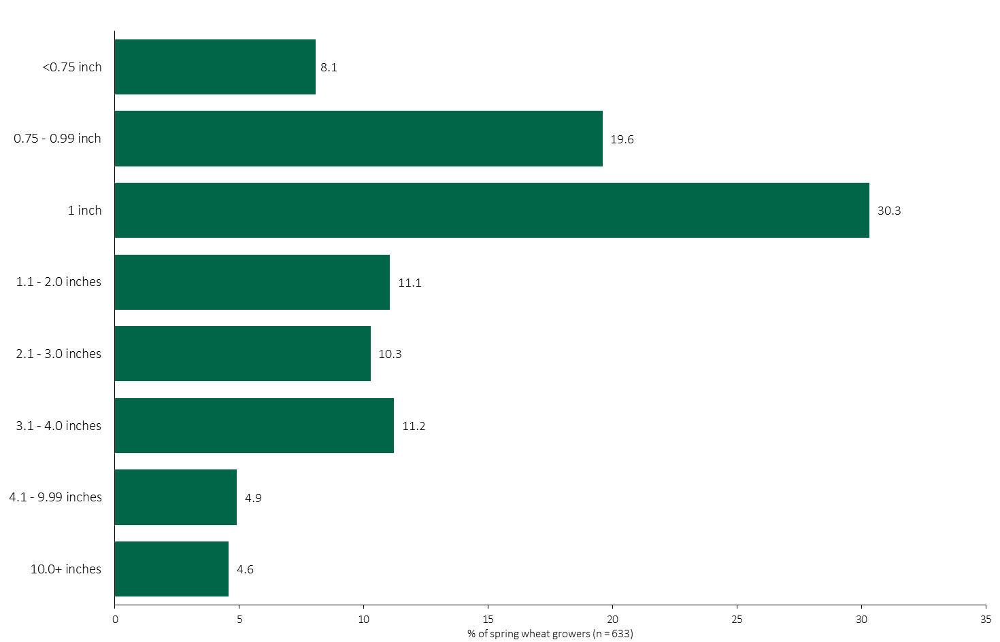 <0.75 inch
8.1
0.75 - 0.99 inch
19.6
1 inch
30.3
1.1 - 2.0 inches
11.1
2.1 - 3.0 inches
10.3
3.1 - 4.0 inches
11.2
4.1 - 9.99 inches
4.9
10.0+ inches
4.6
0 5 10 15 20 25 30 35
% of spring wheat growers (n = 633)